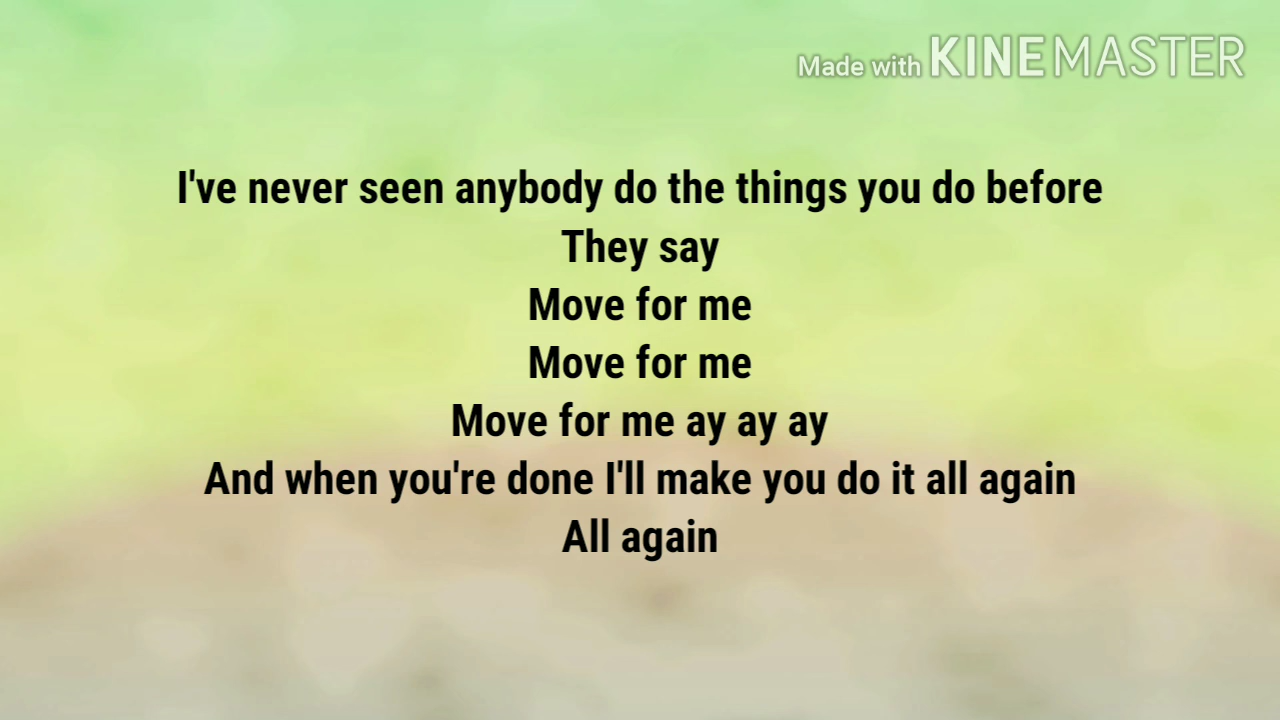 Made with KINEMASTER
I've never seen anybody do the things you do before
They say
Move for me
Move for me
Move for me ay ay ay
And when you're done I'll make you do it all again
All again